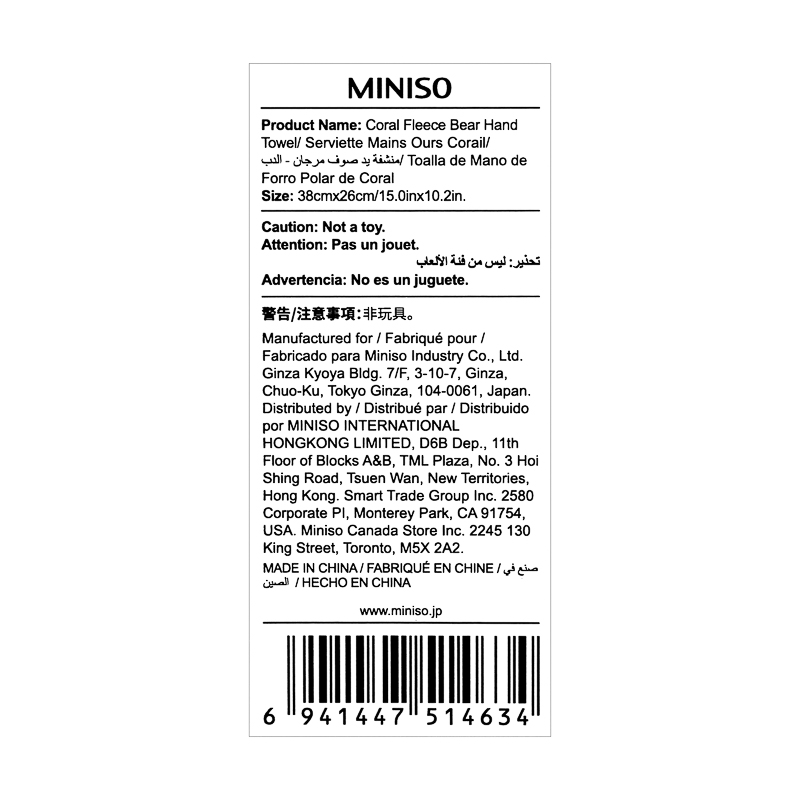 MINISO
Product Name: Coral Fleece Bear Hand
Towel/ Serviette Mains Ours Corail/
منشفة يد صوف مرجان - الدب/ Toalla de Mano de
Forro Polar de Coral
Size: 38cmx26cm/15.0inx10.2in.
Caution: Not a toy.
Attention: Pas un jouet.
تحذير: ليس من فئة الألعاب
Advertencia: No es un juguete.
警告/注意事項:非玩具。
Manufactured for / Fabriqué pour /
Fabricado para Miniso Industry Co., Ltd.
Ginza Kyoya Bldg. 7/F, 3-10-7, Ginza,
Chuo-Ku, Tokyo Ginza, 104-0061, Japan.
Distributed by / Distribué par / Distribuido
por MINISO INTERNATIONAL
HONGKONG LIMITED, D6B Dep., 11th
Floor of Blocks A&B, TML Plaza, No. 3 Hoi
Shing Road, Tsuen Wan, New Territories,
Hong Kong. Smart Trade Group Inc. 2580
Corporate Pl, Monterey Park, CA 91754,
USA. Miniso Canada Store Inc. 2245 130
King Street, Toronto, M5X 2A2.
MADE IN CHINA / FABRIQUÉ EN CHINE / صنع في
الصين / HECHO EN CHINA
www.miniso.jp
6 941447 514634